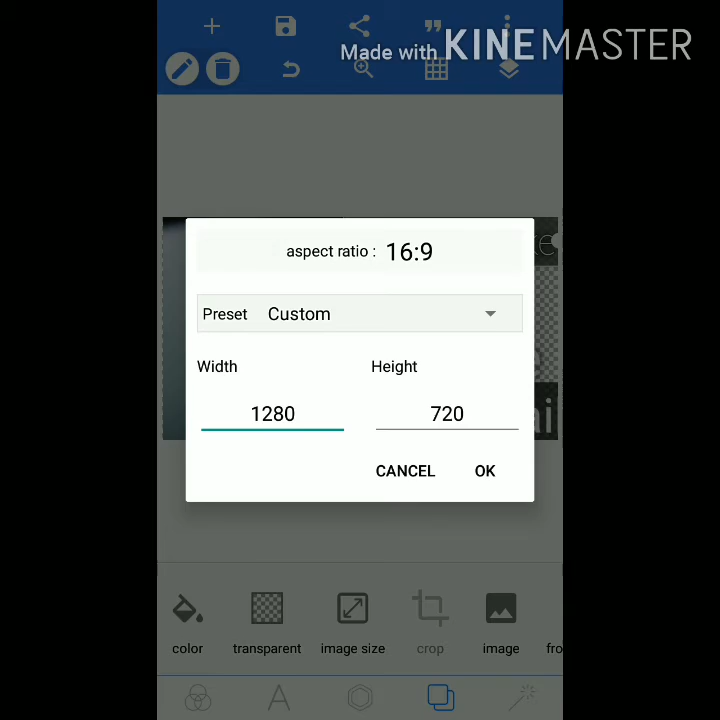 Made with KINEMASTER
aspect ratio : 16:9
Preset Custom
Width Height
1280 720
CANCEL OK
color transparent image size crop image fro